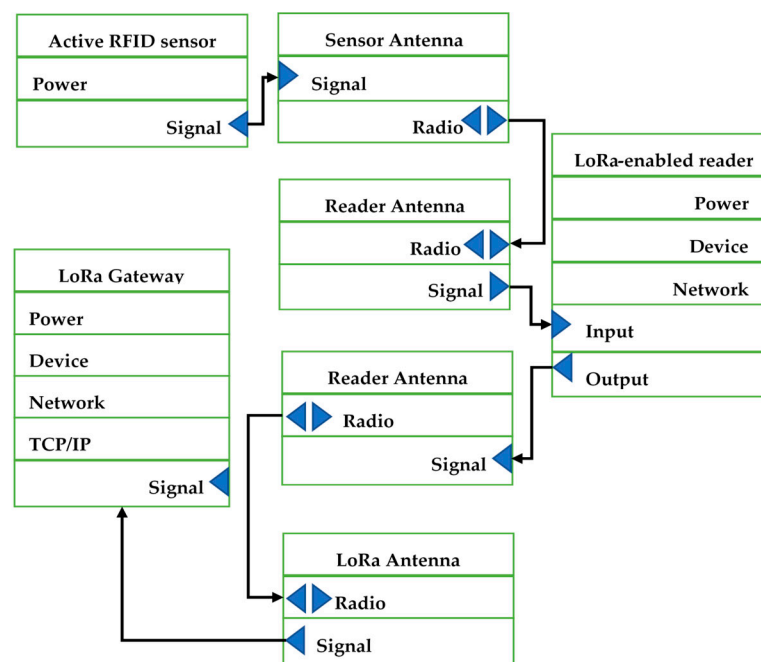 Active RFID sensor
Power
Signal
Sensor Antenna
Signal
Radio
LoRa-enabled reader
Power
Device
Network
Input
Output
Reader Antenna
Radio
Signal
LoRa Gateway
Power
Device
Network
TCP/IP
Signal
Reader Antenna
Radio
Signal
LoRa Antenna
Radio
Signal